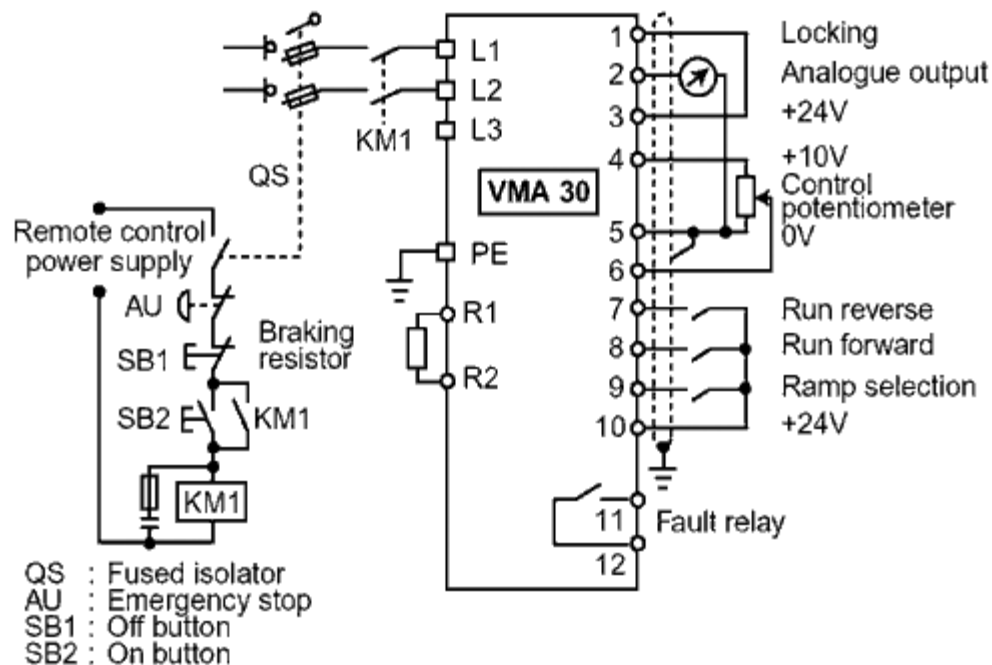 L1
L2
L3
KM1
QS
VMA 30
PE
R1
R2
1
2
3
4
5
6
7
8
9
10
11
12
Locking
Analogue output
+24V
+10V
Control
potentiometer
0V
Run reverse
Run forward
Ramp selection
+24V
Fault relay
Remote control
power supply
AU
SB1
Braking
resistor
SB2
KM1
KM1
QS : Fused isolator
AU : Emergency stop
SB1 : Off button
SB2 : On button